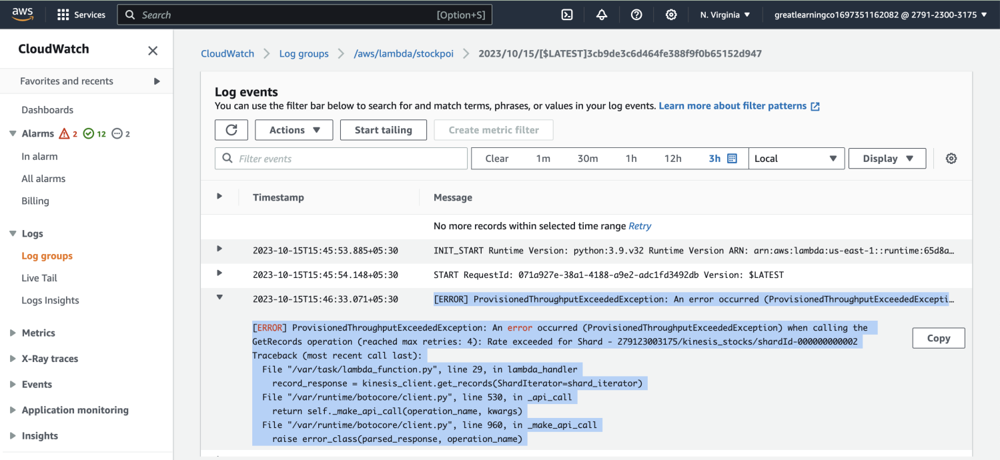 aws
Services
Search
[Option+S]
N. Virginia
greatlearningco1697351162082 @ 2791-2300-3175
CloudWatch
Favorites and recents
Dashboards
Alarms 2 12 2
In alarm
All alarms
Billing
Logs
Log groups
Live Tail
Logs Insights
Metrics
X-Ray traces
Events
Application monitoring
Insights
CloudWatch
Log groups
/aws/lambda/stockpoi
2023/10/15/[$LATEST]3cb9de3c6d464fe388f9f0b65152d947
Log events
You can use the filter bar below to search for and match terms, phrases, or values in your log events. Learn more about filter patterns
Actions
Start tailing
Create metric filter
Filter events
Clear 1m 30m 1h 12h 3h
Local
Display
Timestamp Message
No more records within selected time range Retry
2023-10-15T15:45:53.885+05:30 INIT_START Runtime Version: python:3.9.v32 Runtime Version ARN: arn:aws:lambda:us-east-1::runtime:65d8a…
2023-10-15T15:45:54.148+05:30 START RequestId: 071a927e-38a1-4188-a9e2-adc1fd3492db Version: $LATEST
2023-10-15T15:46:33.071+05:30 [ERROR] ProvisionedThroughputExceededException: An error occurred (ProvisionedThroughputExceededExcepti…
[ERROR] ProvisionedThroughputExceededException: An error occurred (ProvisionedThroughputExceededException) when calling the
GetRecords operation (reached max retries: 4): Rate exceeded for Shard - 279123003175/kinesis_stocks/shardId-000000000002
Traceback (most recent call last):
File "/var/task/lambda_function.py", line 29, in lambda_handler
record_response = kinesis_client.get_records(ShardIterator=shard_iterator)
File "/var/runtime/botocore/client.py", line 530, in _api_call
return self._make_api_call(operation_name, kwargs)
File "/var/runtime/botocore/client.py", line 960, in _make_api_call
raise error_class(parsed_response, operation_name)
Copy